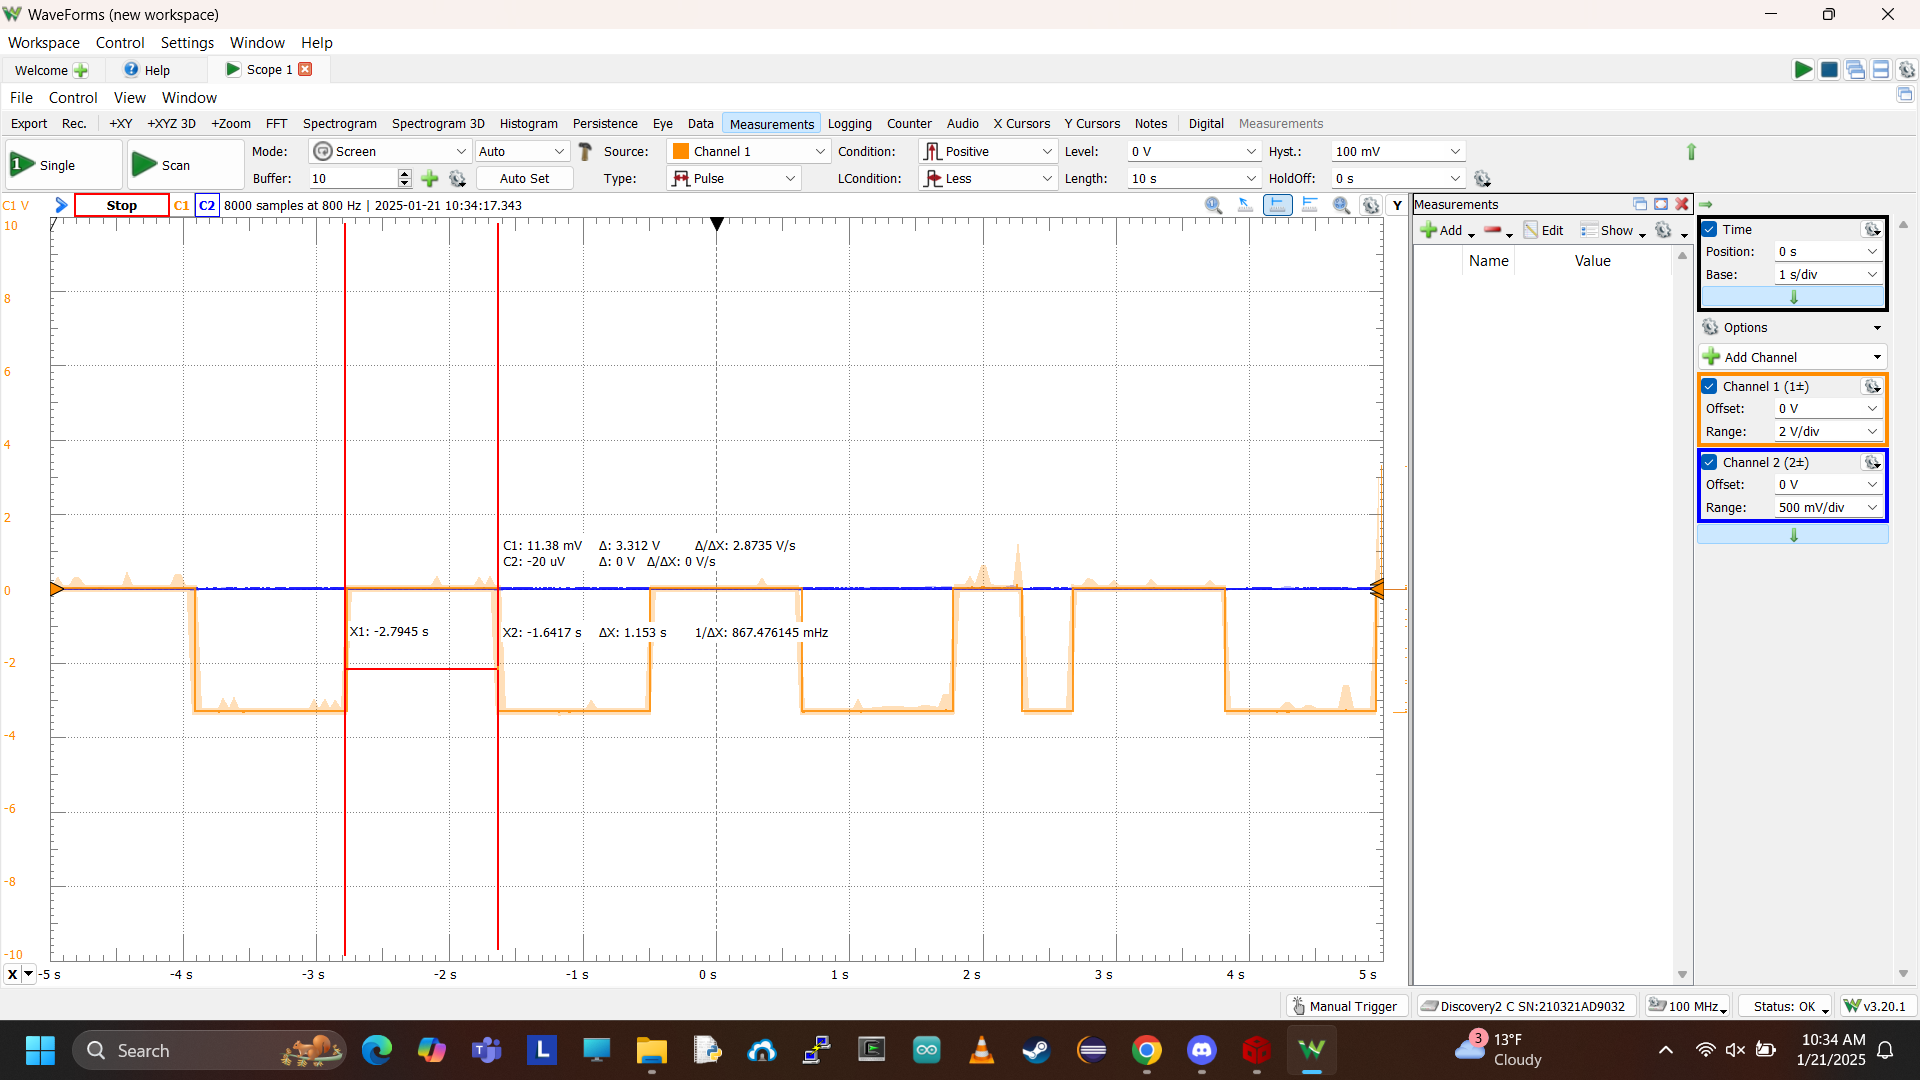 WaveForms (new workspace)
Workspace Control Settings Window Help
Welcome Help Scope 1
File Control View Window
Export Rec. +XY +XYZ 3D +Zoom FFT Spectrogram Spectrogram 3D Histogram Persistence Eye Data Measurements Logging Counter Audio X Cursors Y Cursors Notes Digital Measurements
1 Single Scan Mode: Screen Auto Source: Channel 1 Condition: Positive Level: 0 V Hyst.: 100 mV
Buffer: 10 Auto Set Type: Pulse LCondition: Less Length: 10 s HoldOff: 0 s
C1 V Stop C1 C2 8000 samples at 800 Hz | 2025-01-21 10:34:17.343 Y
10
8
6
4
2
0
-2
-4
-6
-8
-10
C1: 11.38 mV Δ: 3.312 V Δ/ΔX: 2.8735 V/s
C2: -20 uV Δ: 0 V Δ/ΔX: 0 V/s
X1: -2.7945 s X2: -1.6417 s ΔX: 1.153 s 1/ΔX: 867.476145 mHz
X -5 s -4 s -3 s -2 s -1 s 0 s 1 s 2 s 3 s 4 s 5 s
Measurements
Add Edit Show
Name Value
Time
Position: 0 s
Base: 1 s/div
Options
Add Channel
Channel 1 (1±)
Offset: 0 V
Range: 2 V/div
Channel 2 (2±)
Offset: 0 V
Range: 500 mV/div
Manual Trigger Discovery2 C SN:210321AD9032 100 MHz Status: OK v3.20.1
Search
3 13°F
Cloudy
10:34 AM
1/21/2025